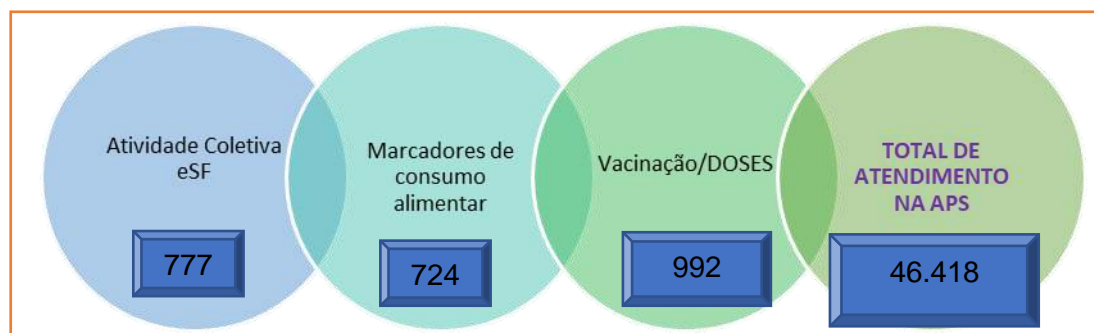 Atividade Coletiva
eSF
777
Marcadores de
consumo
alimentar
724
Vacinação/DOSES
992
TOTAL DE
ATENDIMENTO
NA APS
46.418